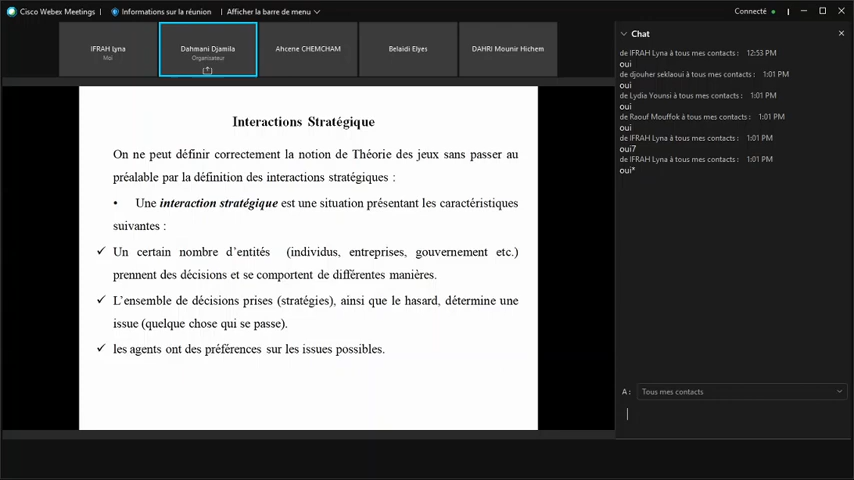 Cisco Webex Meetings
Informations sur la réunion
Afficher la barre de menu
Connecté
IFRAH Lyna
Moi
Dahmani Djamila
Organisateur
Ahcene CHEMCHAM
Belaidi Elyes
DAHRI Mounir Hichem
Interactions Stratégique
On ne peut définir correctement la notion de Théorie des jeux sans passer au
préalable par la définition des interactions stratégiques :
• Une interaction stratégique est une situation présentant les caractéristiques
suivantes :
✓ Un certain nombre d’entités (individus, entreprises, gouvernement etc.)
prennent des décisions et se comportent de différentes manières.
✓ L’ensemble de décisions prises (stratégies), ainsi que le hasard, détermine une
issue (quelque chose qui se passe).
✓ les agents ont des préférences sur les issues possibles.
Chat
de IFRAH Lyna à tous mes contacts : 12:53 PM
oui
de djouher seklaoui à tous mes contacts : 1:01 PM
oui
de Lydia Younsi à tous mes contacts : 1:01 PM
oui
de Raouf Mouffok à tous mes contacts : 1:01 PM
oui
de IFRAH Lyna à tous mes contacts : 1:01 PM
oui7
de IFRAH Lyna à tous mes contacts : 1:01 PM
oui*
A : Tous mes contacts